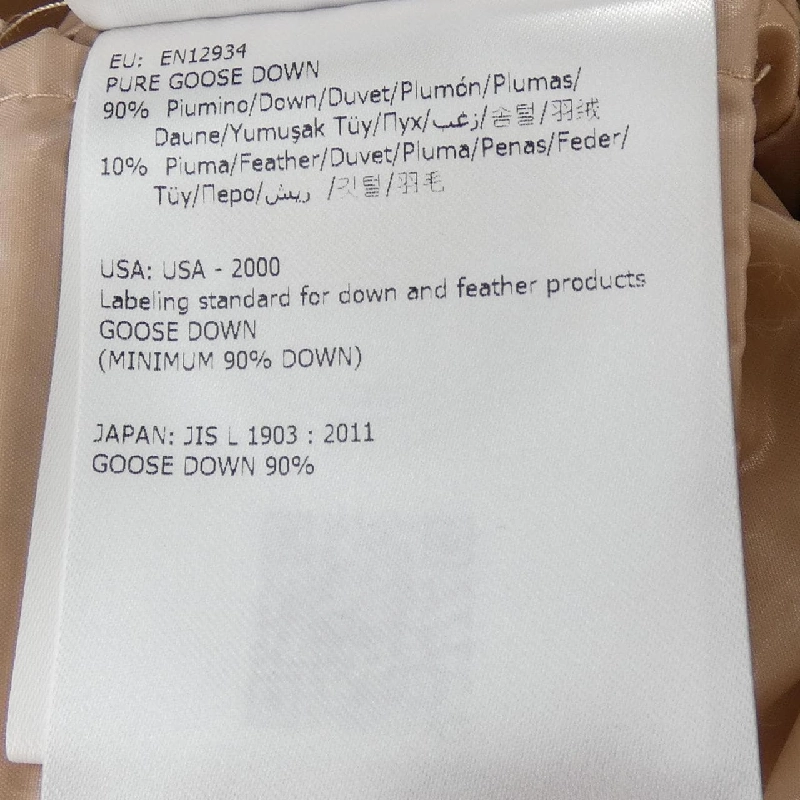 EU: EN12934
PURE GOOSE DOWN
90% Piumino/Down/Duvet/Plumón/Plumas/
Daune/Yumuşak Tüy/Пух/زغب/솜털/羽绒
10% Piuma/Feather/Duvet/Pluma/Penas/Feder/
Tüy/Перо/ريش /깃털/羽毛
USA: USA - 2000
Labeling standard for down and feather products
GOOSE DOWN
(MINIMUM 90% DOWN)
JAPAN: JIS L 1903 : 2011
GOOSE DOWN 90%